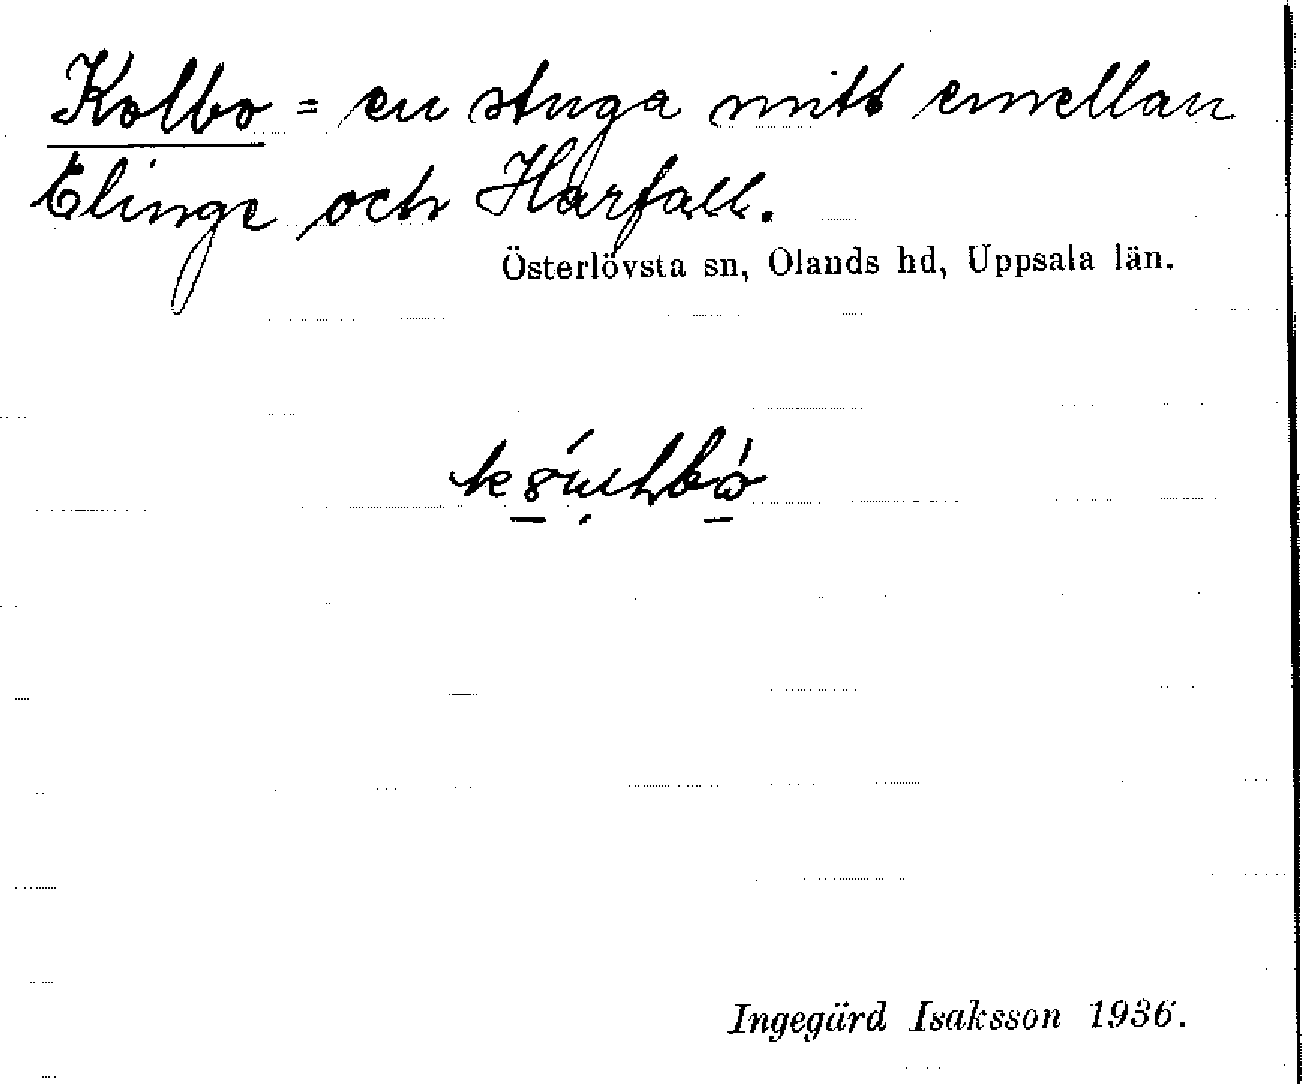 Kolbo = en stuga mitt emellan
Elinge och Harfall.
Österlövsta sn, Olands hd, Uppsala län.
Ingegärd Isaksson 1936.